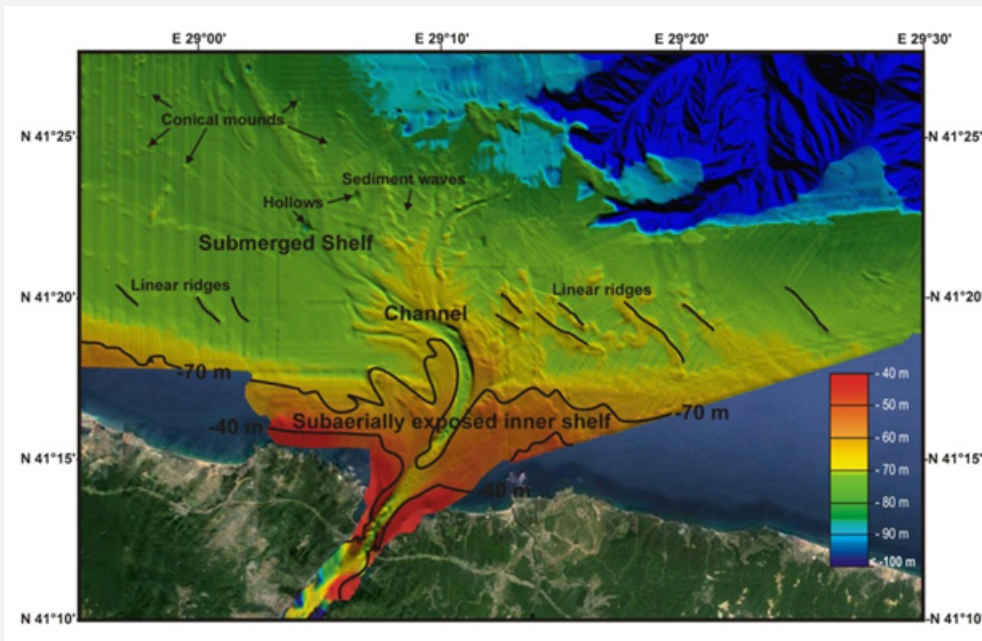 E 29°00' E 29°10' E 29°20' E 29°30'
N 41°25' N 41°25'
Conical mounds
Sediment waves
Hollows
Submerged Shelf
N 41°20' N 41°20'
Linear ridges Linear ridges
Channel
-70 m
-70 m
Subaerially exposed inner shelf
-40 m
-40 m
N 41°15' N 41°15'
- 40 m
- 50 m
- 60 m
- 70 m
- 80 m
- 90 m
< -100 m
N 41°10' N 41°10'